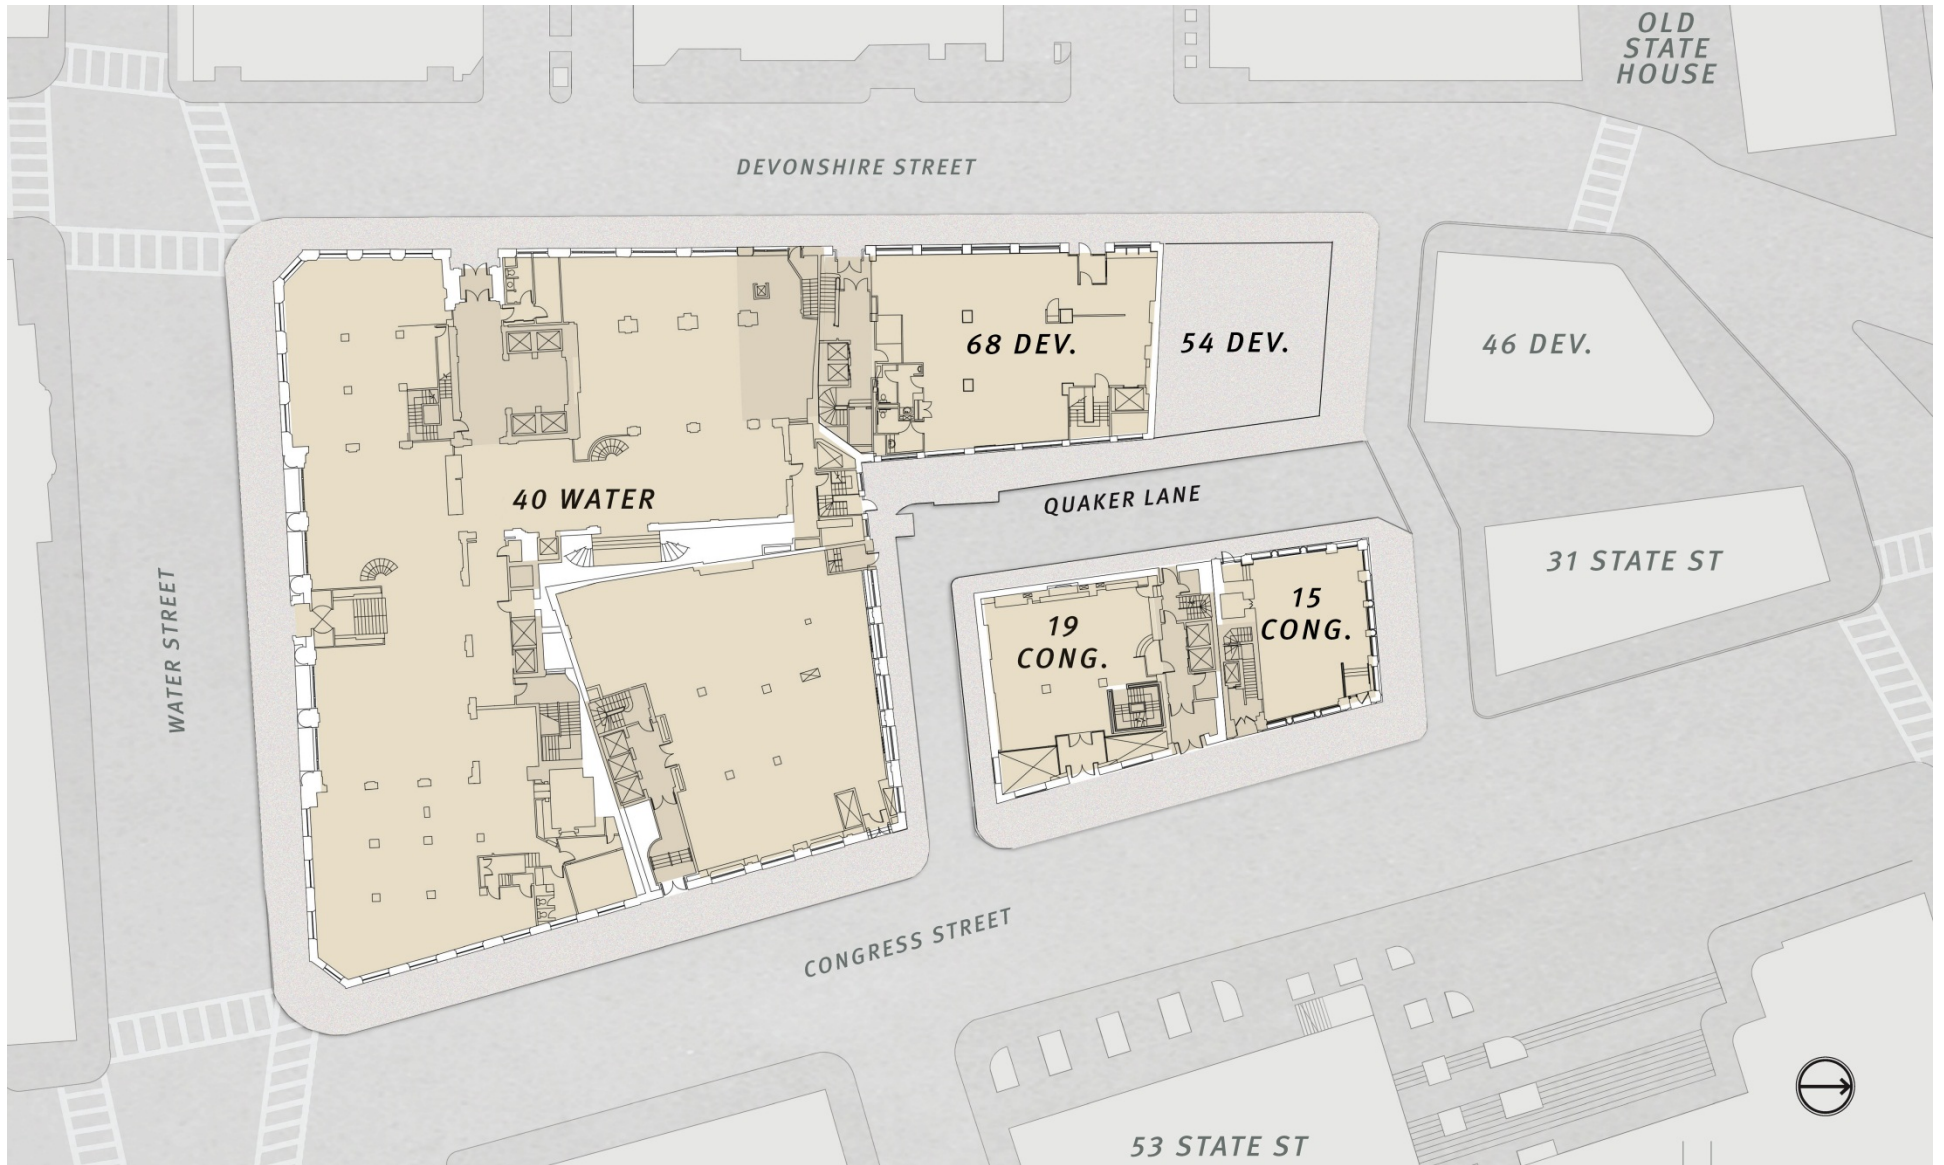 OLD
STATE
HOUSE
DEVONSHIRE STREET
68 DEV.
54 DEV.
46 DEV.
40 WATER
QUAKER LANE
31 STATE ST
15
CONG.
19
CONG.
WATER STREET
CONGRESS STREET
53 STATE ST